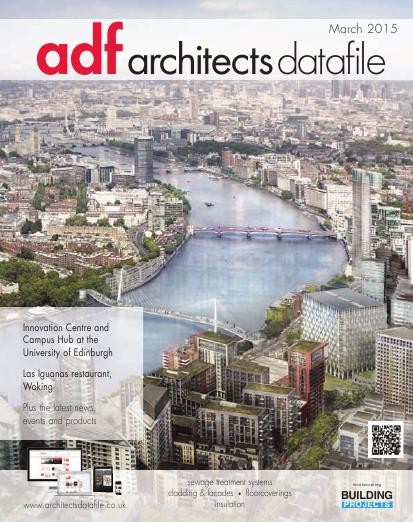 March 2015
adf architects datafile
Innovation Centre and
Campus Hub at the
University of Edinburgh
Las Iguanas restaurant,
Woking
Plus the latest news,
events and products
www.architectsdatafile.co.uk
sewage treatment systems
cladding & facades • floorcoverings
insulation
incorporating
BUILDING
PROJECTS